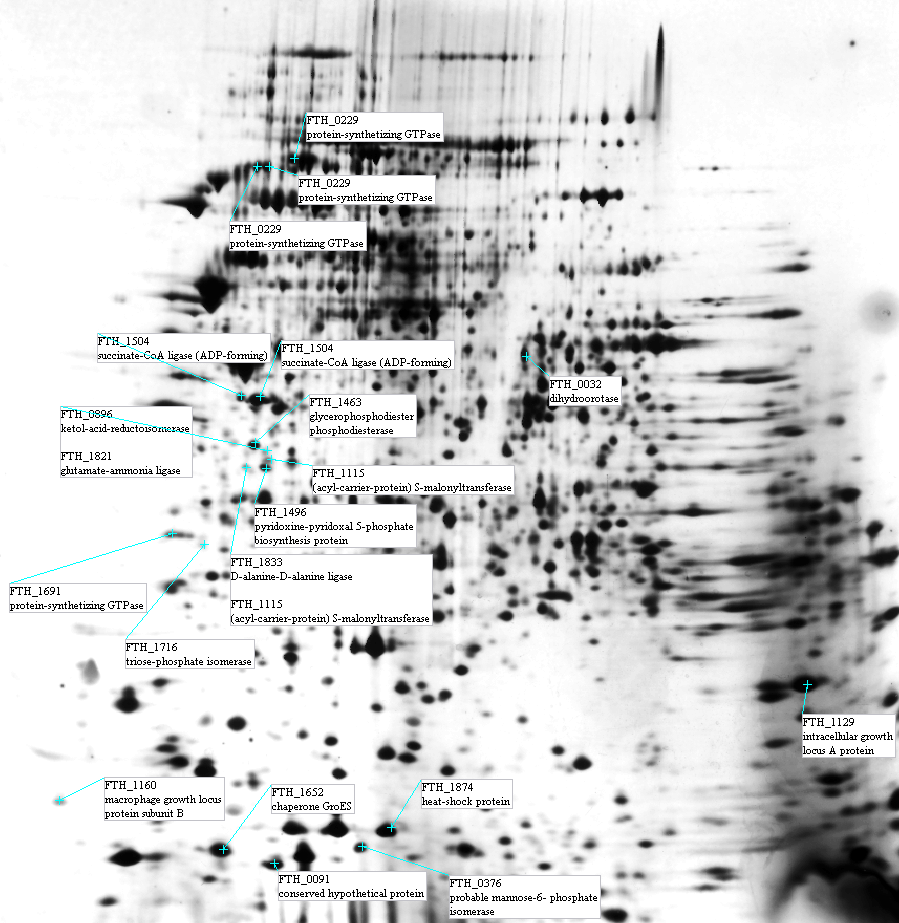 FTH_0229
protein-synthetizing GTPase
FTH_0229
protein-synthetizing GTPase
FTH_0229
protein-synthetizing GTPase
FTH_1504
succinate-CoA ligase (ADP-forming)
FTH_1504
succinate-CoA ligase (ADP-forming)
FTH_0032
dihydroorotase
FTH_1463
glycerophosphodiester
phosphodiesterase
FTH_0896
ketol-acid-reductoisomerase
FTH_1821
glutamate-ammonia ligase
FTH_1115
(acyl-carrier-protein) S-malonyltransferase
FTH_1496
pyridoxine-pyridoxal 5-phosphate
biosynthesis protein
FTH_1833
D-alanine-D-alanine ligase
FTH_1115
(acyl-carrier-protein) S-malonyltransferase
FTH_1691
protein-synthetizing GTPase
FTH_1716
triose-phosphate isomerase
FTH_1129
intracellular growth
locus A protein
FTH_1160
macrophage growth locus
protein subunit B
FTH_1652
chaperone GroES
FTH_1874
heat-shock protein
FTH_0091
conserved hypothetical protein
FTH_0376
probable mannose-6- phosphate
isomerase